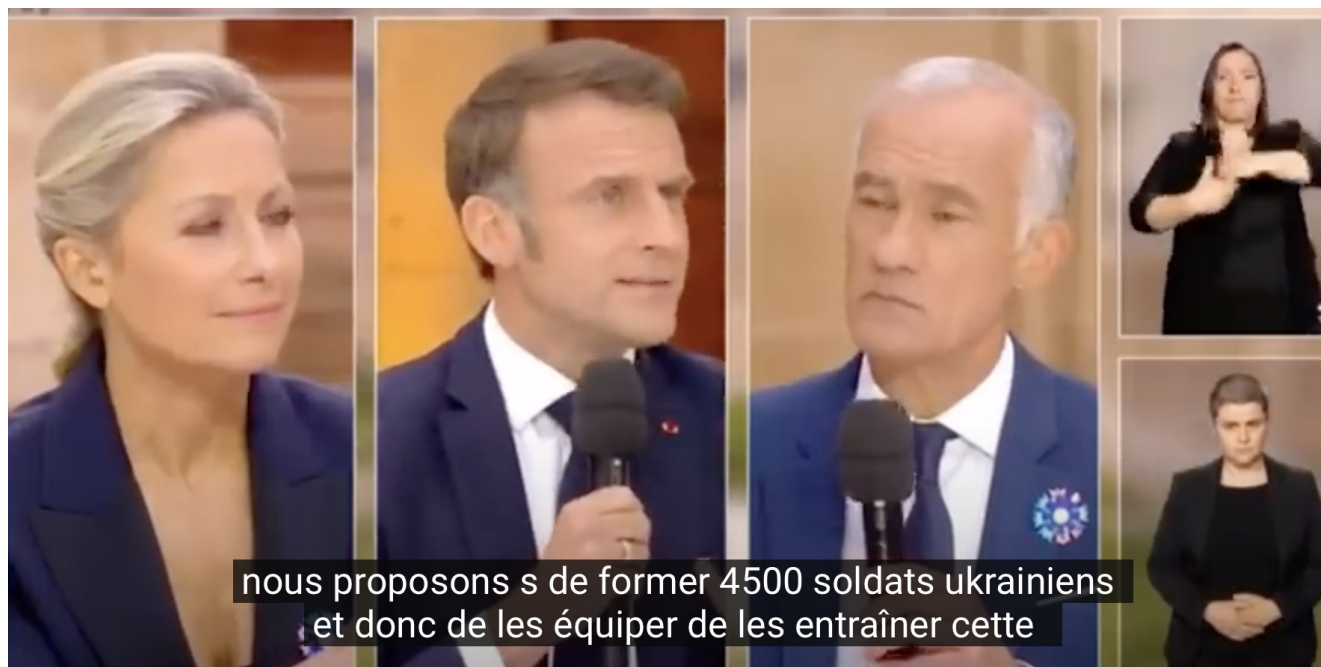 nous proposons s de former 4500 soldats ukrainiens
et donc de les équiper de les entraîner cette